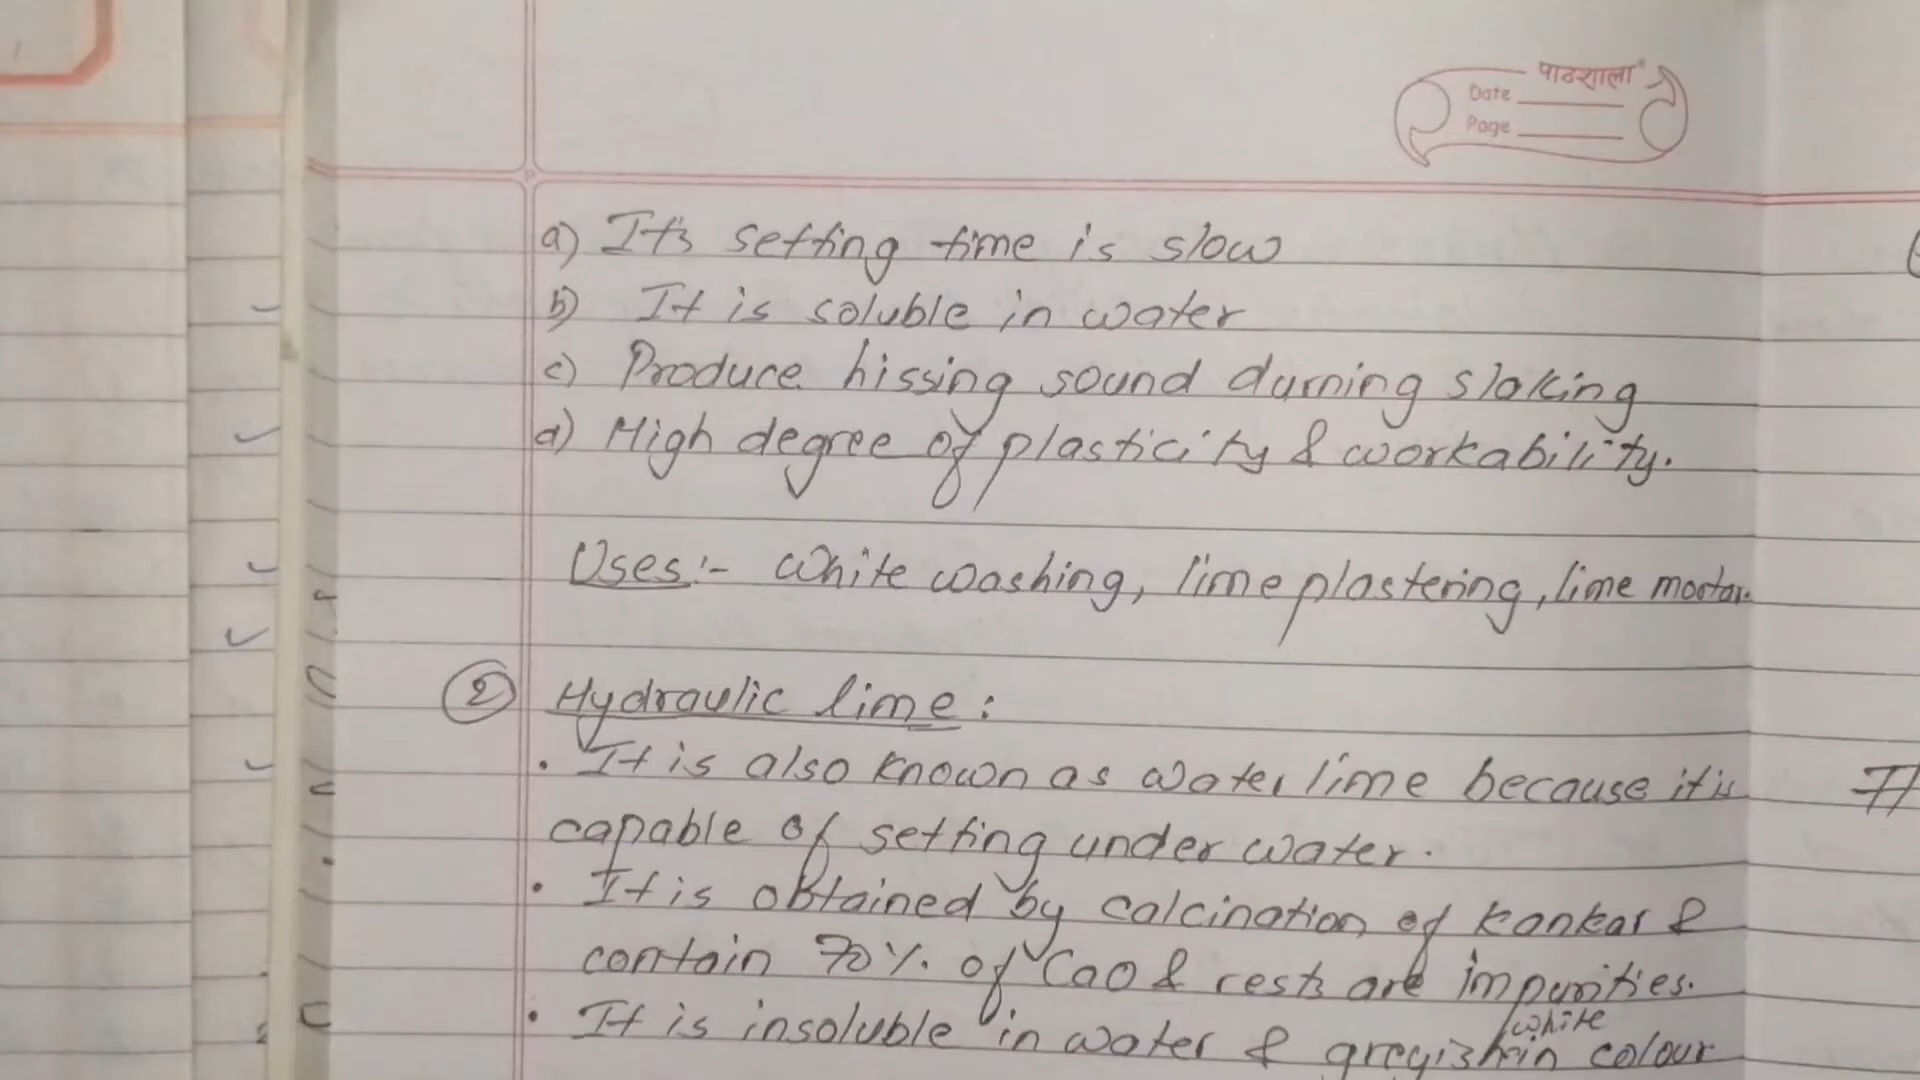 पाठशाला
Date
Page
a) It's setting time is slow
b) It is soluble in water
c) Produce hissing sound durning slaking
d) High degree of plasticity & workability.
Uses:- White washing, lime plastering, lime mortar.
② Hydraulic lime:
• It is also known as water lime because it is
capable of setting under water.
• It is obtained by calcination of kankar &
contain 70%. of CaO & rests are impurities.
• It is insoluble in water & greyish white in colour